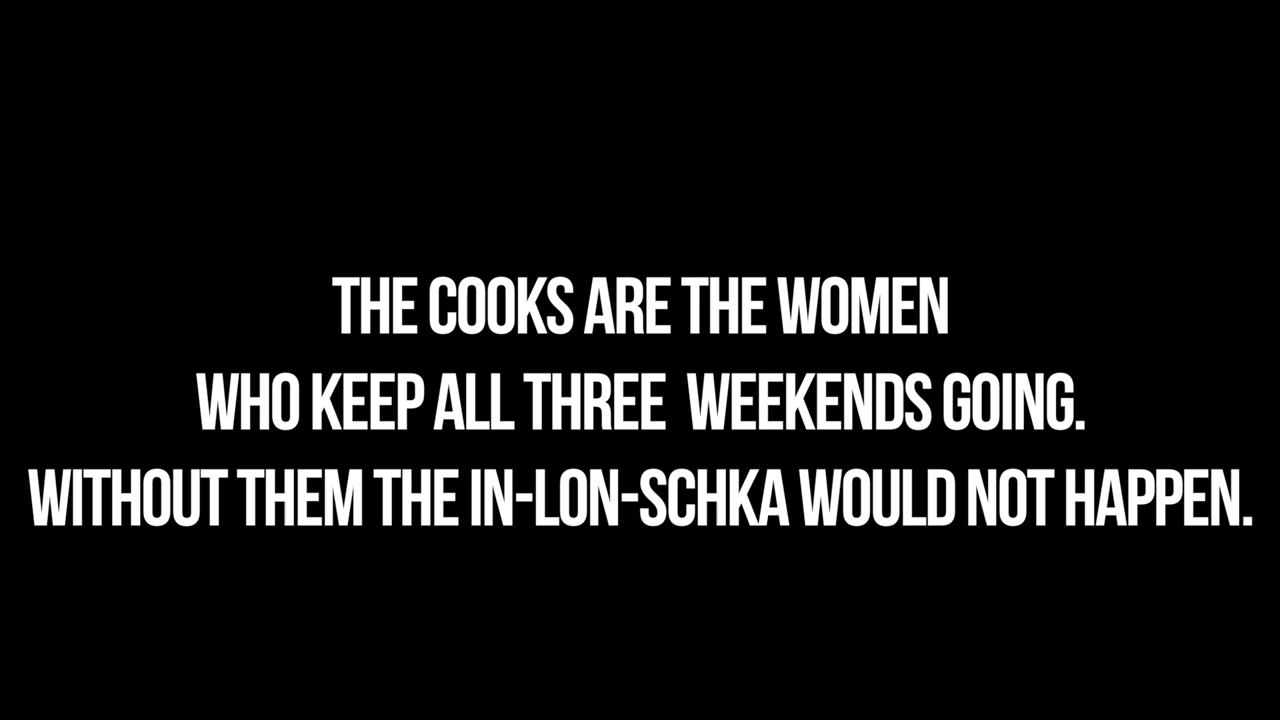 THE COOKS ARE THE WOMEN
WHO KEEP ALL THREE  WEEKENDS GOING.
WITHOUT THEM THE IN-LON-SCHKA WOULD NOT HAPPEN.